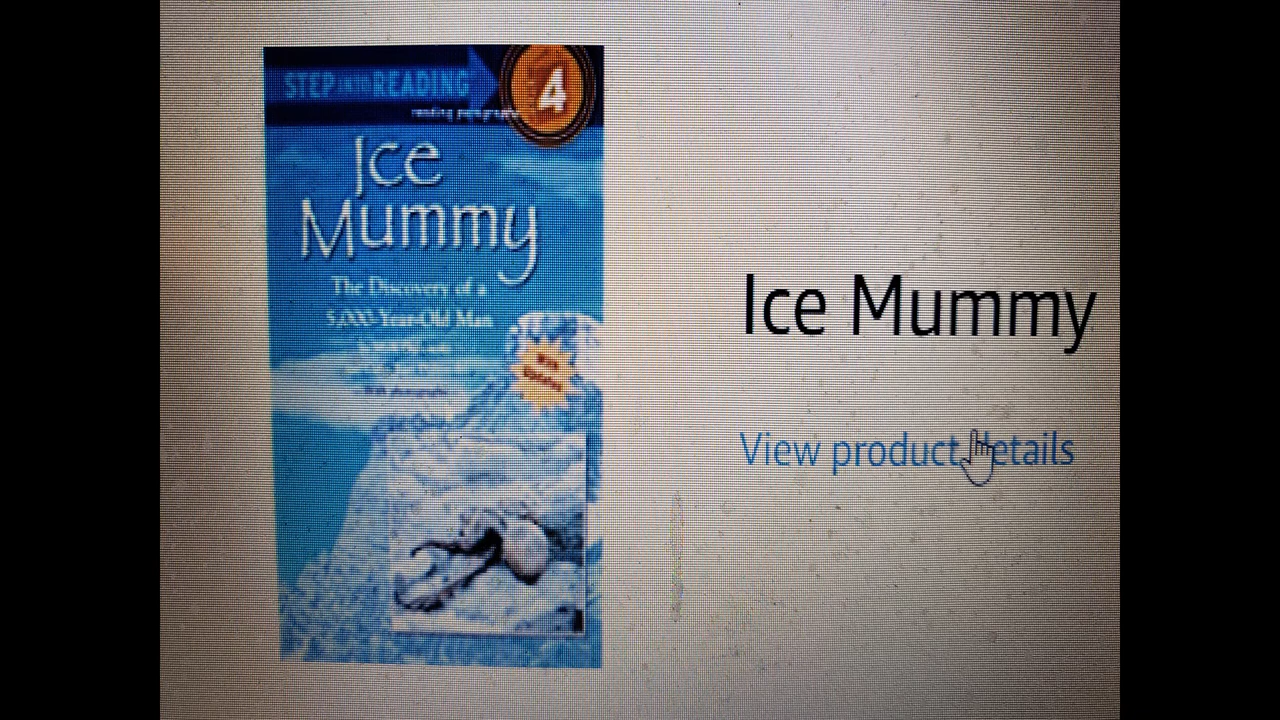 STEP INTO READING
4
Ice
Mummy
The Discovery of a
5,000-Year-Old Man
Ice Mummy
View product details